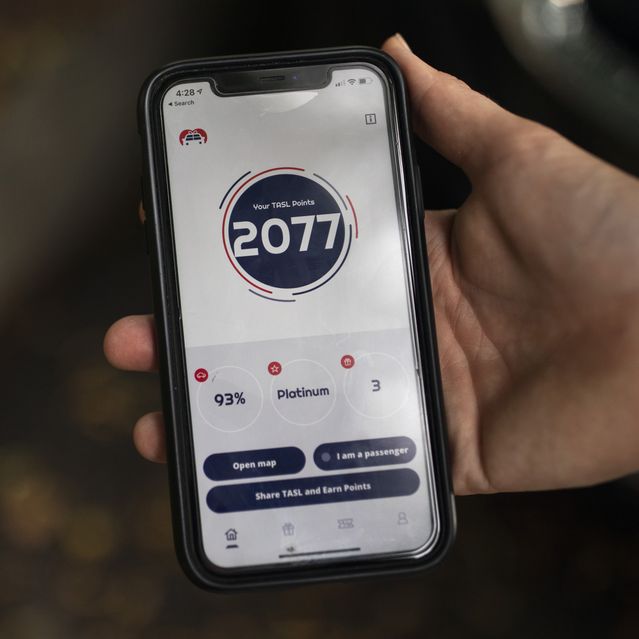 4:28
Search
Your TASL Points
2077
93%
Platinum
3
Open map
I am a passenger
Share TASL and Earn Points